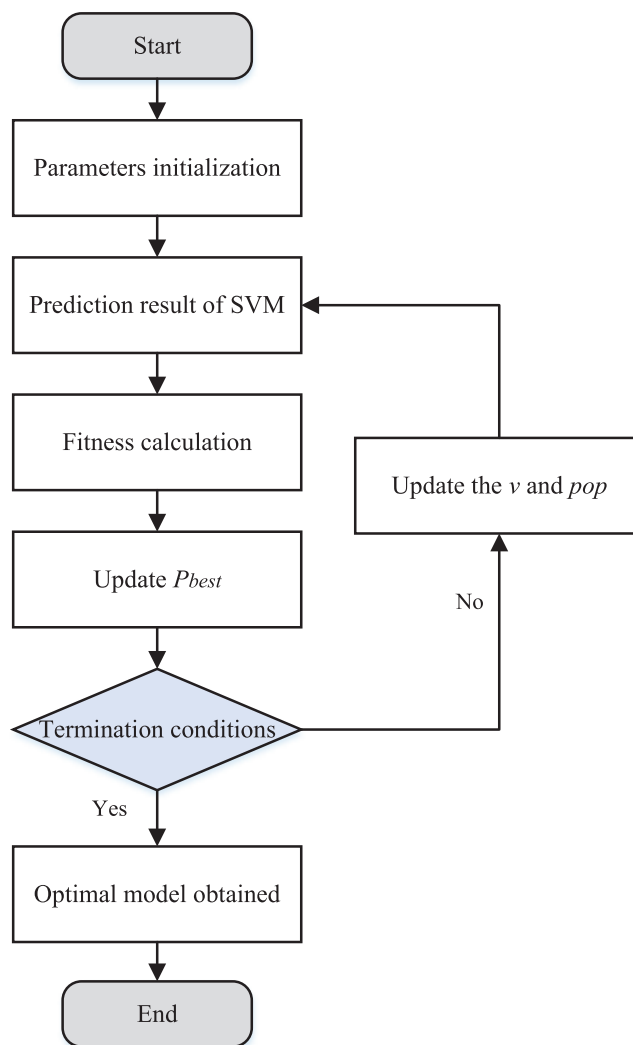 Start
Parameters initialization
Prediction result of SVM
Fitness calculation
Update the v and pop
Update Pbest
No
Termination conditions
Yes
Optimal model obtained
End